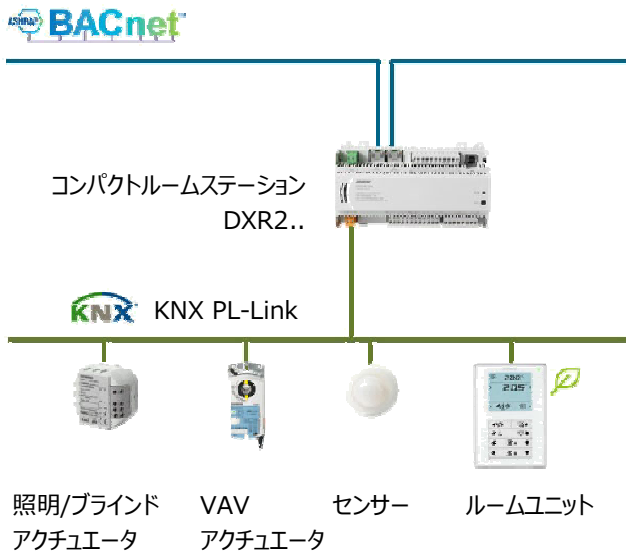 ASHRAE BACnet™
コンパクトルームステーション
DXR2..
KNX KNX PL-Link
照明/ブラインド VAV センサー ルームユニット
アクチュエータ アクチュエータ